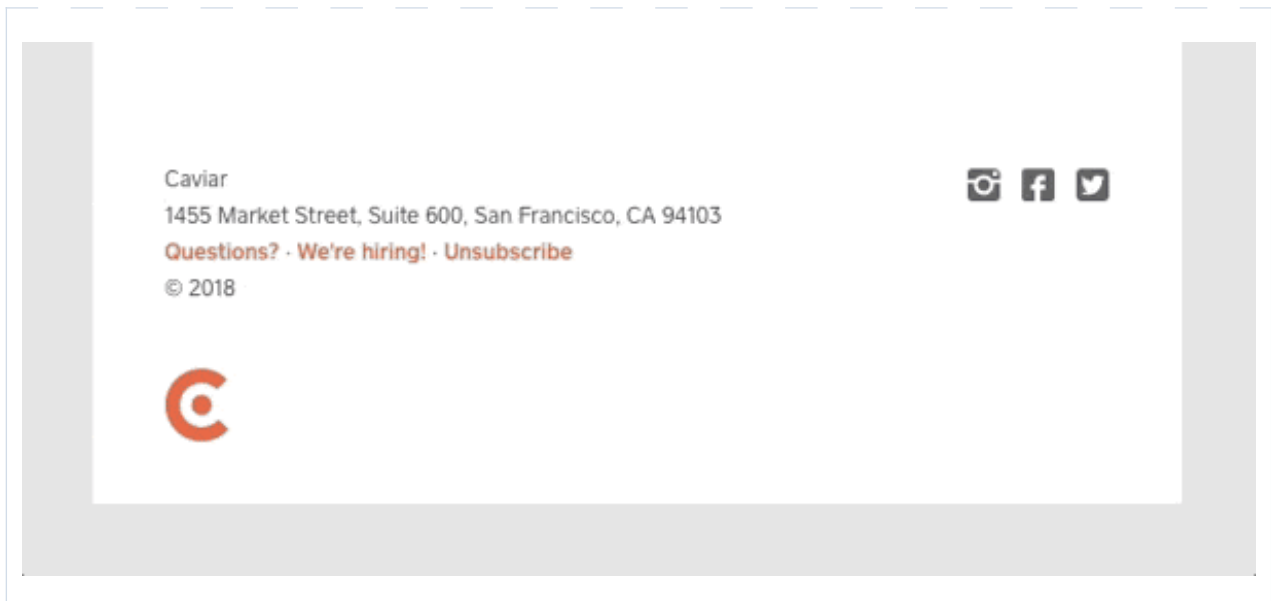 Caviar
1455 Market Street, Suite 600, San Francisco, CA 94103
Questions? · We're hiring! · Unsubscribe
© 2018